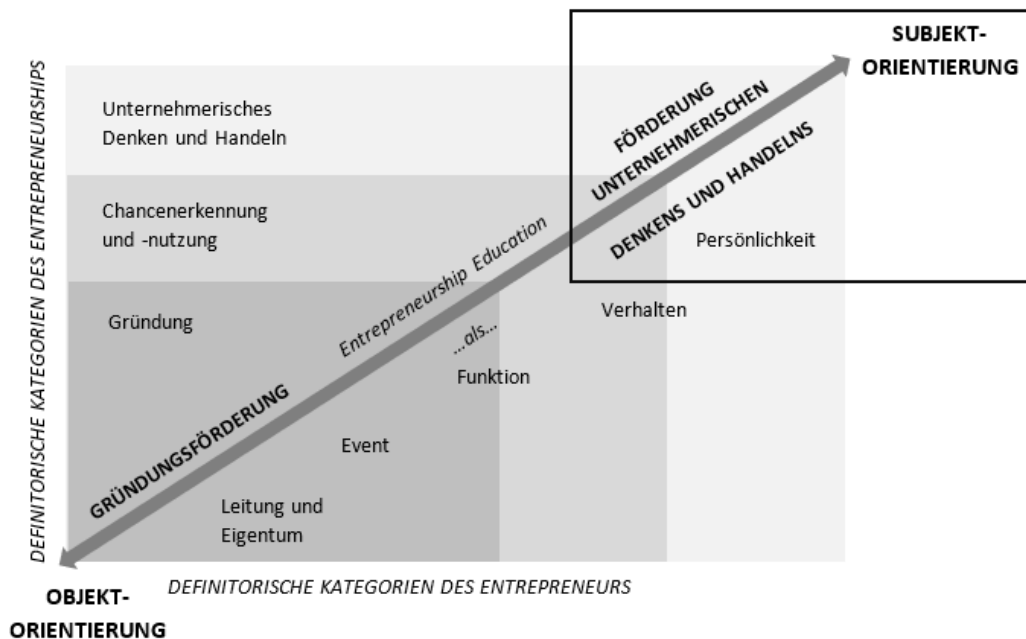 SUBJEKT-
ORIENTIERUNG
DEFINITORISCHE KATEGORIEN DES ENTREPRENEURSHIPS
Unternehmerisches
Denken und Handeln
FÖRDERUNG
UNTERNEHMERISCHEN
DENKENS UND HANDELNS
Chancenerkennung
und -nutzung
Persönlichkeit
Entrepreneurship Education
...als...
Gründung
Verhalten
Funktion
GRÜNDUNGSFÖRDERUNG
Event
Leitung und
Eigentum
DEFINITORISCHE KATEGORIEN DES ENTREPRENEURS
OBJEKT-
ORIENTIERUNG